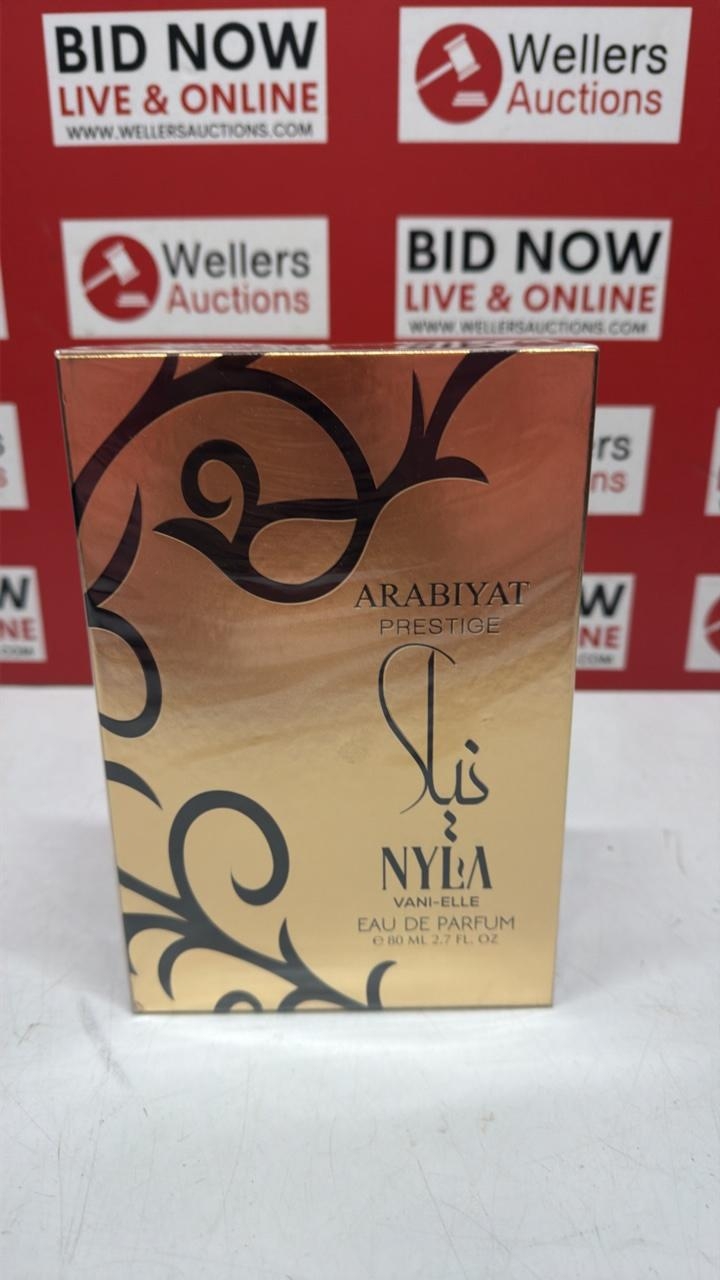 BID NOW
LIVE & ONLINE
WWW.WELLERSAUCTIONS.COM
Wellers
Auctions
Wellers
Auctions
BID NOW
LIVE & ONLINE
WWW.WELLERSAUCTIONS.COM
ARABIYAT
PRESTIGE
نيلا
NYLA
VANI-ELLE
EAU DE PARFUM
℮ 80 ML 2.7 FL. OZ